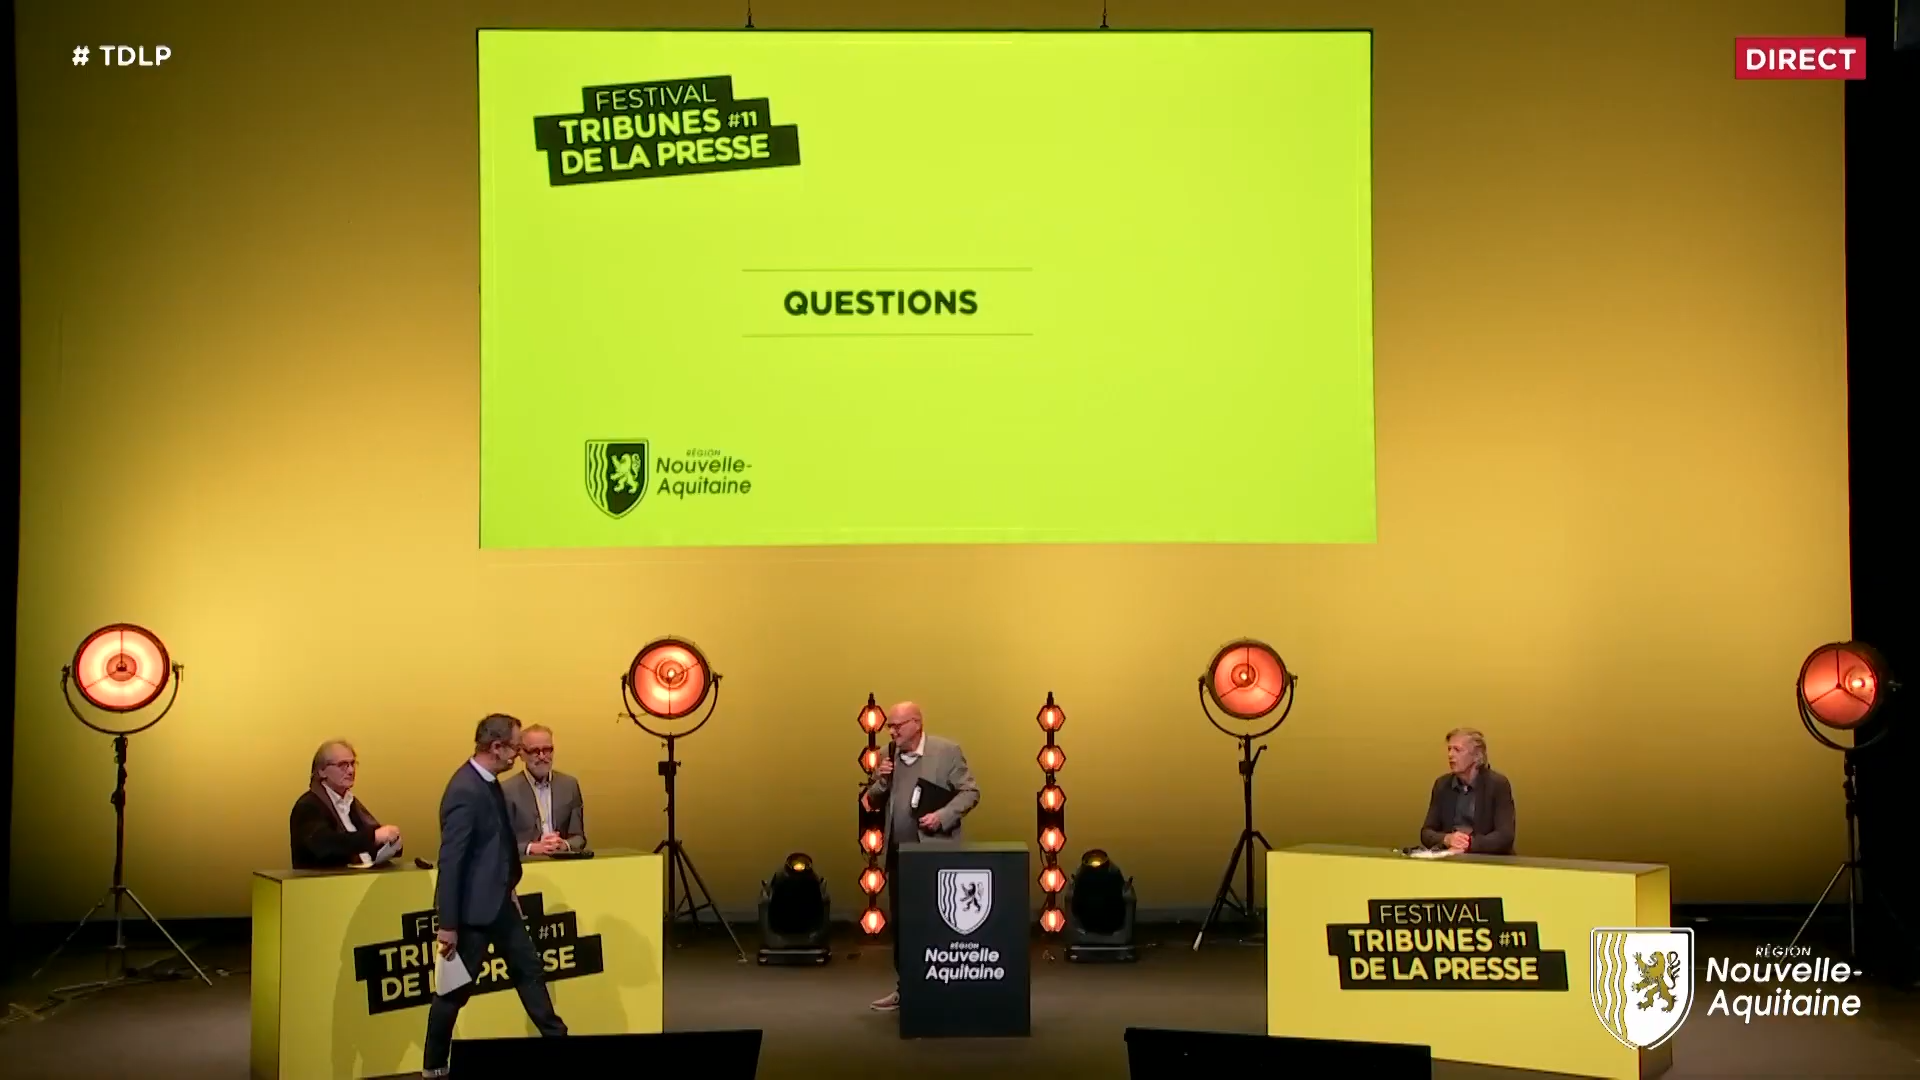 # TDLP
DIRECT
FESTIVAL
TRIBUNES #11
DE LA PRESSE
QUESTIONS
RÉGION
Nouvelle-
Aquitaine
#11
RÉGION
Nouvelle
Aquitaine
FESTIVAL
TRIBUNES #11
DE LA PRESSE
RÉGION
Nouvelle-
Aquitaine